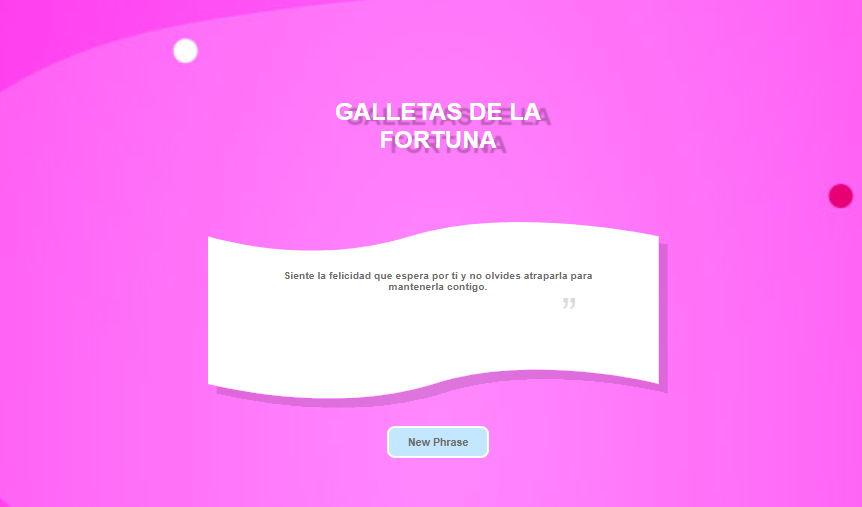 GALLETAS DE LA
FORTUNA
Siente la felicidad que espera por ti y no olvides atraparla para
mantenerla contigo.
”
New Phrase